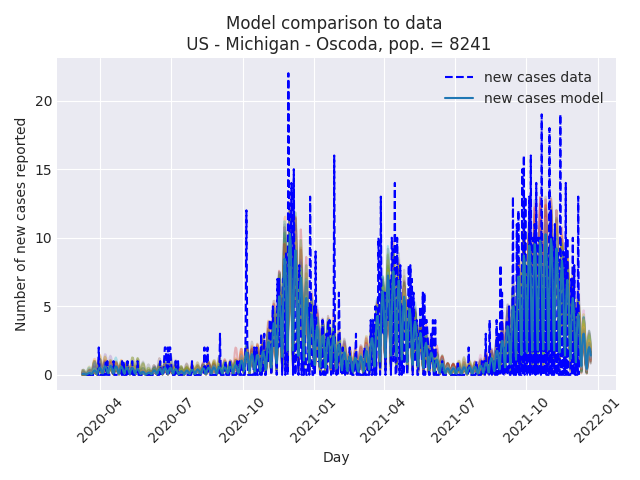 Model comparison to data
US - Michigan - Oscoda, pop. = 8241
new cases data
new cases model
Number of new cases reported
20
15
10
5
0
2020-04
2020-07
2020-10
2021-01
2021-04
2021-07
2021-10
2022-01
Day